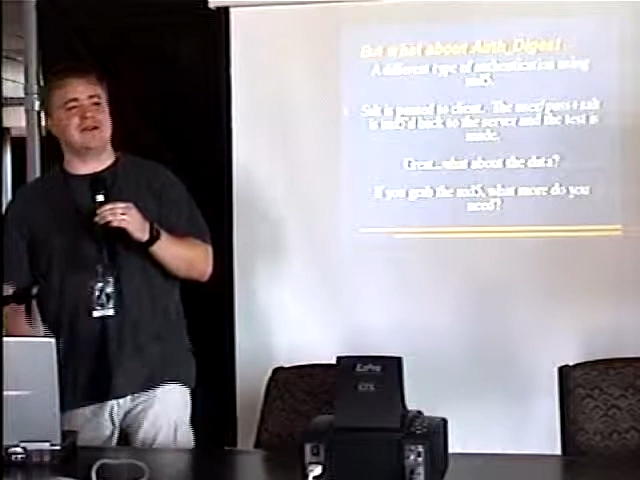 But what about Auth_Digest...
A different type of authentication using
md5.
Salt is passed to client. The user/pass+salt
is md5'd back to the server and the test is
made.
Great...what about the data?
If you grab the md5, what more do you
need?